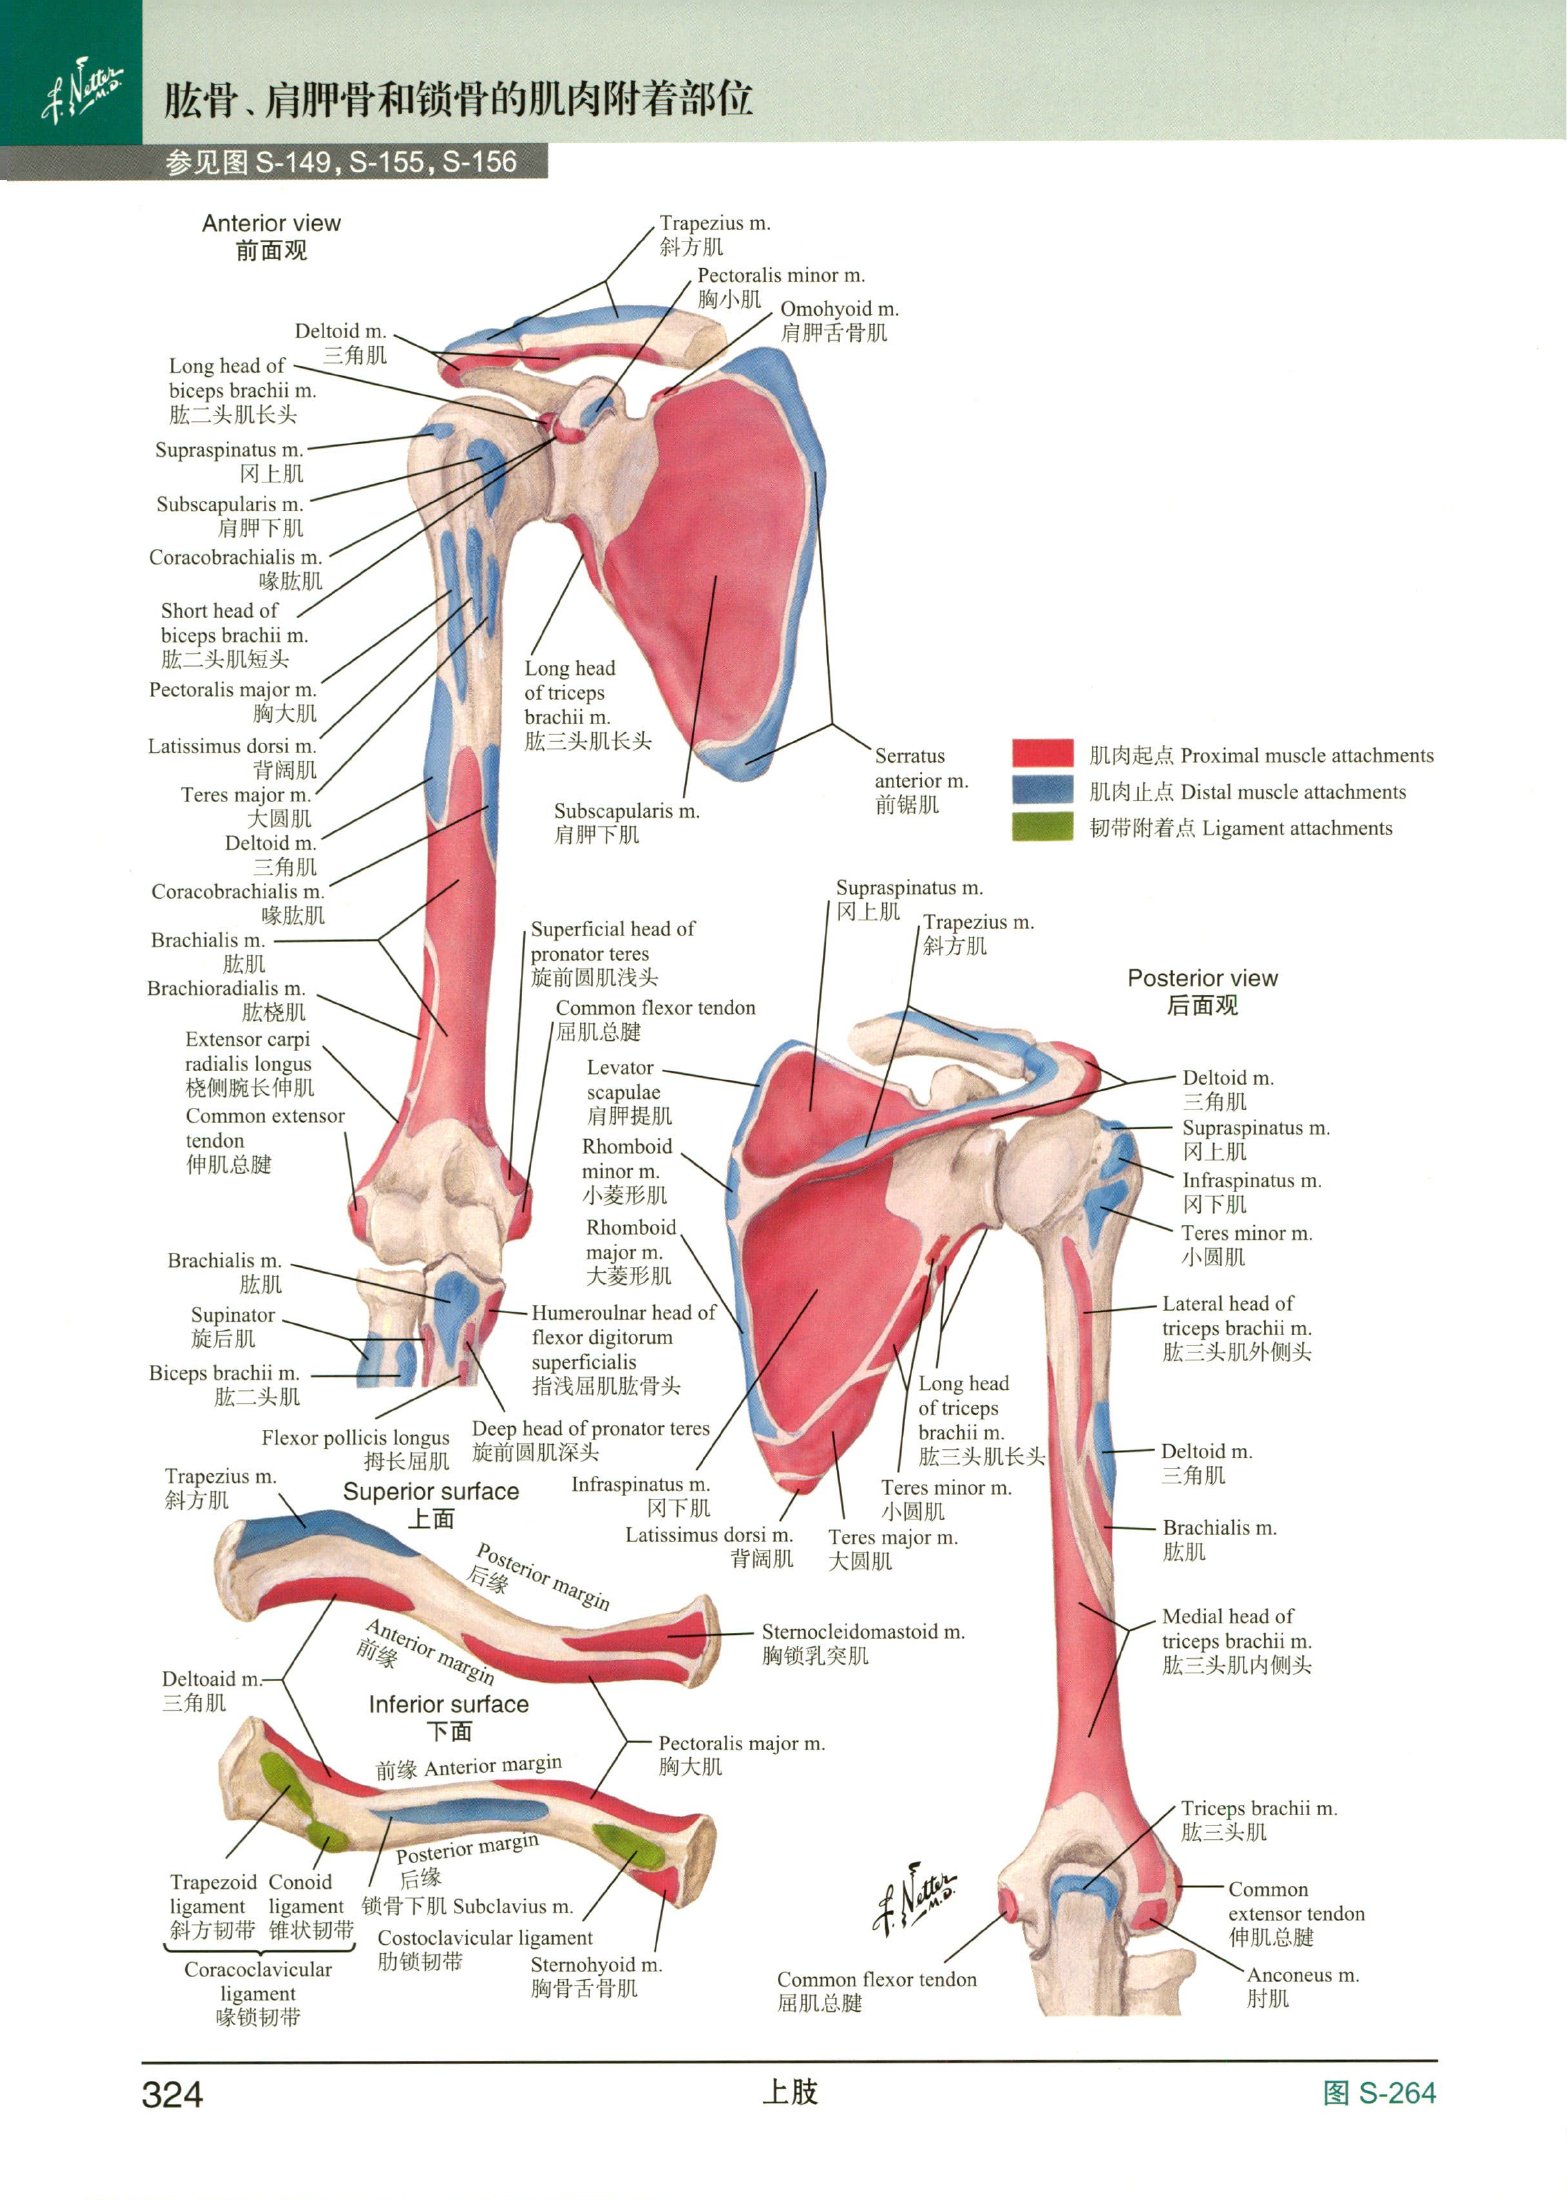 F. Netter M.D.
肱骨、肩胛骨和锁骨的肌肉附着部位
参见图 S-149, S-155, S-156
Anterior view
前面观
Trapezius m.
斜方肌
Pectoralis minor m.
胸小肌
Omohyoid m.
肩胛舌骨肌
Deltoid m.
三角肌
Long head of
biceps brachii m.
肱二头肌长头
Supraspinatus m.
冈上肌
Subscapularis m.
肩胛下肌
Coracobrachialis m.
喙肱肌
Short head of
biceps brachii m.
肱二头肌短头
Pectoralis major m.
胸大肌
Latissimus dorsi m.
背阔肌
Teres major m.
大圆肌
Deltoid m.
三角肌
Coracobrachialis m.
喙肱肌
Brachialis m.
肱肌
Brachioradialis m.
肱桡肌
Extensor carpi
radialis longus
桡侧腕长伸肌
Common extensor
tendon
伸肌总腱
Long head
of triceps
brachii m.
肱三头肌长头
Subscapularis m.
肩胛下肌
Serratus
anterior m.
前锯肌
肌肉起点 Proximal muscle attachments
肌肉止点 Distal muscle attachments
韧带附着点 Ligament attachments
Superficial head of
pronator teres
旋前圆肌浅头
Common flexor tendon
屈肌总腱
Brachialis m.
肱肌
Supinator
旋后肌
Biceps brachii m.
肱二头肌
Flexor pollicis longus
拇长屈肌
Humeroulnar head of
flexor digitorum
superficialis
指浅屈肌肱骨头
Deep head of pronator teres
旋前圆肌深头
Posterior view
后面观
Supraspinatus m.
冈上肌
Trapezius m.
斜方肌
Levator
scapulae
肩胛提肌
Rhomboid
minor m.
小菱形肌
Rhomboid
major m.
大菱形肌
Deltoid m.
三角肌
Supraspinatus m.
冈上肌
Infraspinatus m.
冈下肌
Teres minor m.
小圆肌
Lateral head of
triceps brachii m.
肱三头肌外侧头
Long head
of triceps
brachii m.
肱三头肌长头
Infraspinatus m.
冈下肌
Teres minor m.
小圆肌
Latissimus dorsi m.
背阔肌
Teres major m.
大圆肌
Deltoid m.
三角肌
Brachialis m.
肱肌
Medial head of
triceps brachii m.
肱三头肌内侧头
Triceps brachii m.
肱三头肌
Common
extensor tendon
伸肌总腱
Anconeus m.
肘肌
Common flexor tendon
屈肌总腱
F. Netter M.D.
Trapezius m.
斜方肌
Superior surface
上面
Posterior margin
后缘
Anterior margin
前缘
Sternocleidomastoid m.
胸锁乳突肌
Deltoaid m.
三角肌
Inferior surface
下面
前缘 Anterior margin
Pectoralis major m.
胸大肌
Posterior margin
后缘
Trapezoid
ligament
斜方韧带
Conoid
ligament
锥状韧带
Coracoclavicular
ligament
喙锁韧带
锁骨下肌 Subclavius m.
Costoclavicular ligament
肋锁韧带
Sternohyoid m.
胸骨舌骨肌
324
上肢
图 S-264